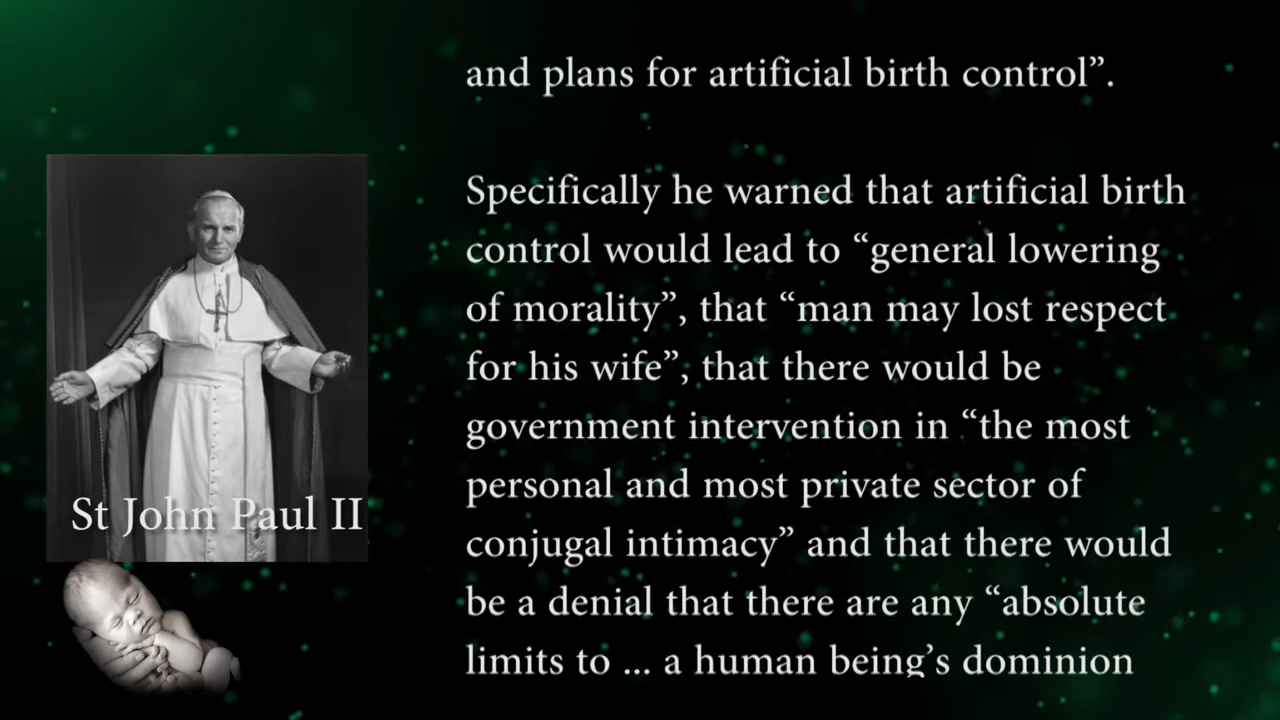 and plans for artificial birth control”.
Specifically he warned that artificial birth
control would lead to “general lowering
of morality”, that “man may lost respect
for his wife”, that there would be
government intervention in “the most
personal and most private sector of
conjugal intimacy” and that there would
be a denial that there are any “absolute
limits to ... a human being’s dominion
St John Paul II